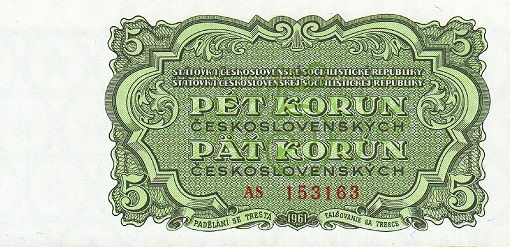 5 5
STÁTOVKA ČESKOSLOVENSKÉ SOCIALISTICKÉ REPUBLIKY
ŠTÁTOVKA ČESKOSLOVENSKEJ SOCIALISTICKEJ REPUBLIKY
PĚT KORUN
ČESKOSLOVENSKÝCH
PÄŤ KORUN
ČESKOSLOVENSKÝCH
AS 153163
5 5
PADĚLÁNÍ SE TRESTÁ 1961 FALŠOVANIE SA TRESCE